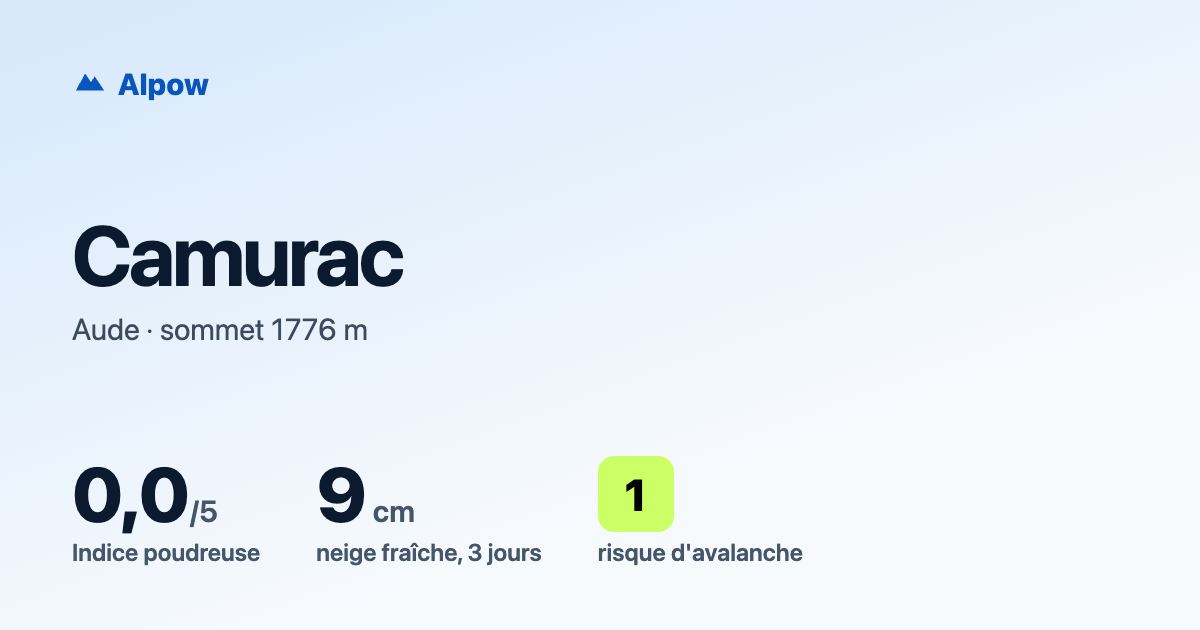 Alpow
Camurac
Aude · sommet 1776 m
0,0/5
Indice poudreuse
9 cm
neige fraîche, 3 jours
1
risque d'avalanche